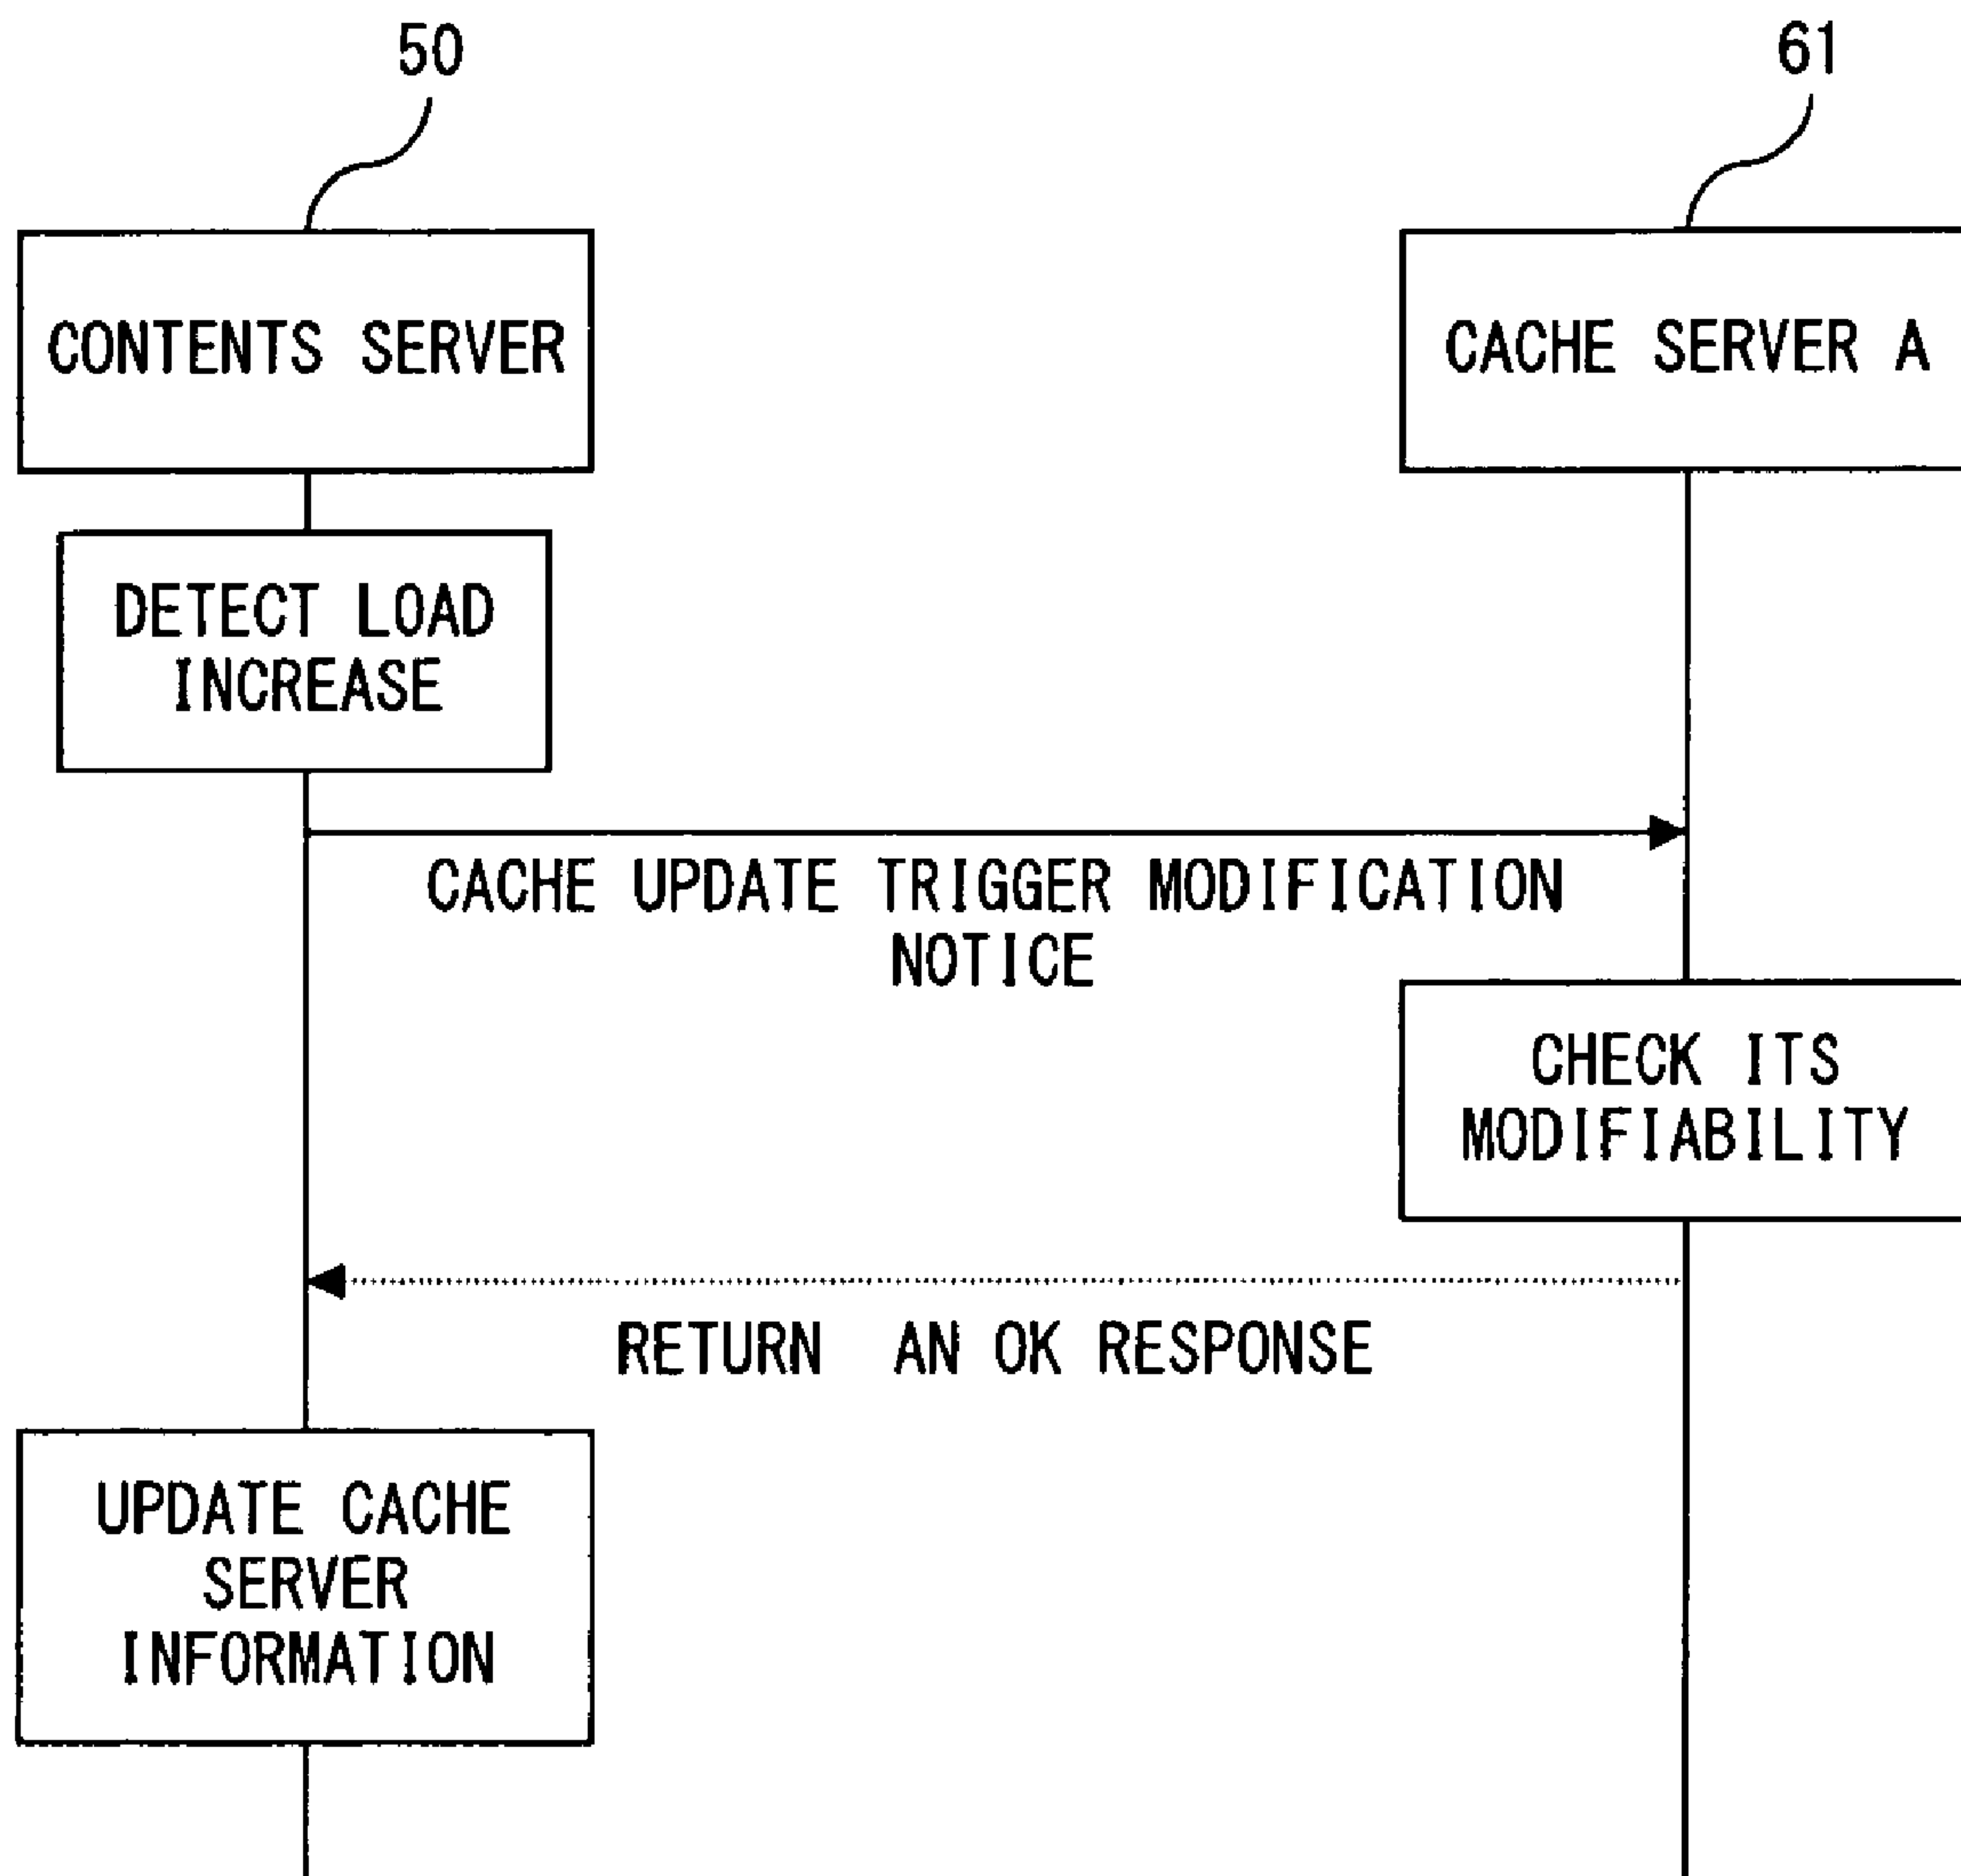 50
61
CONTENTS SERVER
CACHE SERVER A
DETECT LOAD
INCREASE
CACHE UPDATE TRIGGER MODIFICATION
NOTICE
CHECK ITS
MODIFIABILITY
RETURN AN OK RESPONSE
UPDATE CACHE
SERVER
INFORMATION